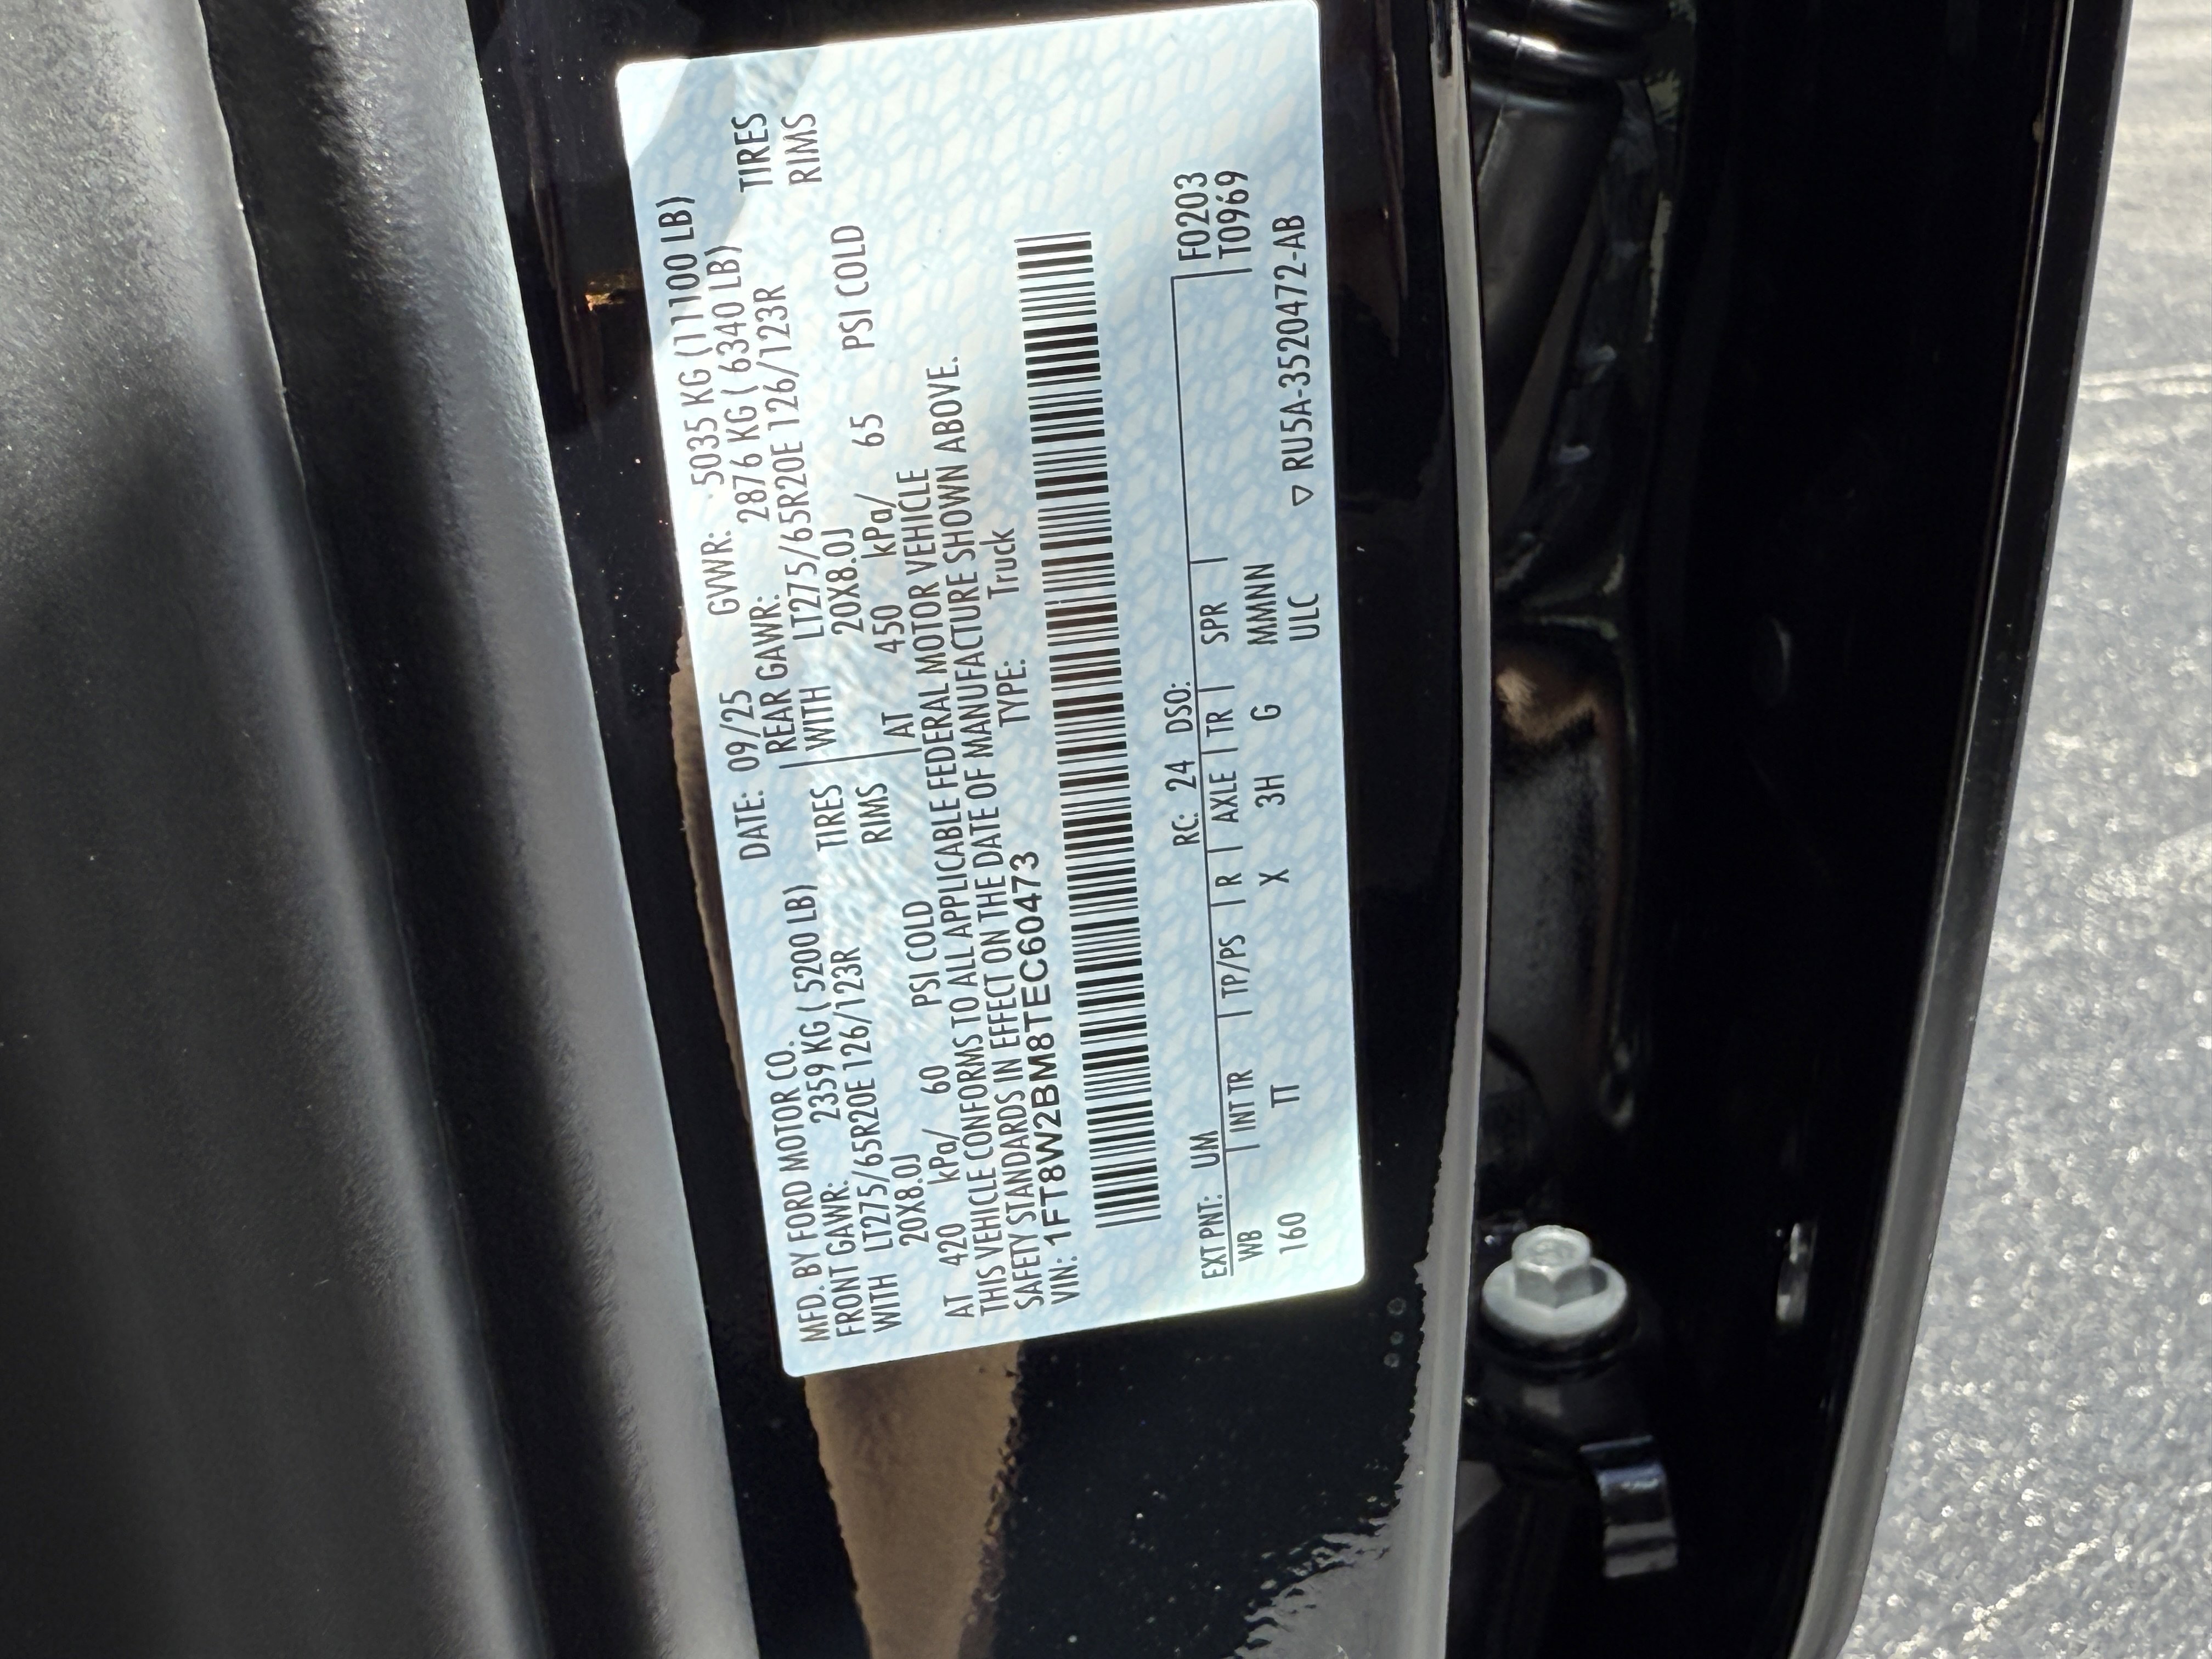 MFD. BY FORD MOTOR CO. DATE: 09/25 GVWR: 5035 KG (11100 LB)
FRONT GAWR: 2359 KG ( 5200 LB) REAR GAWR: 2876 KG ( 6340 LB)
WITH LT275/65R20E 126/123R TIRES WITH LT275/65R20E 126/123R TIRES
20X8.0J RIMS 20X8.0J RIMS
AT 420 kPa/ 60 PSI COLD AT 450 kPa/ 65 PSI COLD
THIS VEHICLE CONFORMS TO ALL APPLICABLE FEDERAL MOTOR VEHICLE
SAFETY STANDARDS IN EFFECT ON THE DATE OF MANUFACTURE SHOWN ABOVE.
VIN: 1FT8W2BM8TEC60473 TYPE: Truck
EXT PNT: UM RC: 24 DSO: F0203
WB | INT TR | TP/PS | R | AXLE | TR | SPR | T0969
160 TT X 3H G MMNN
ULC ▽ RU5A-3520472-AB